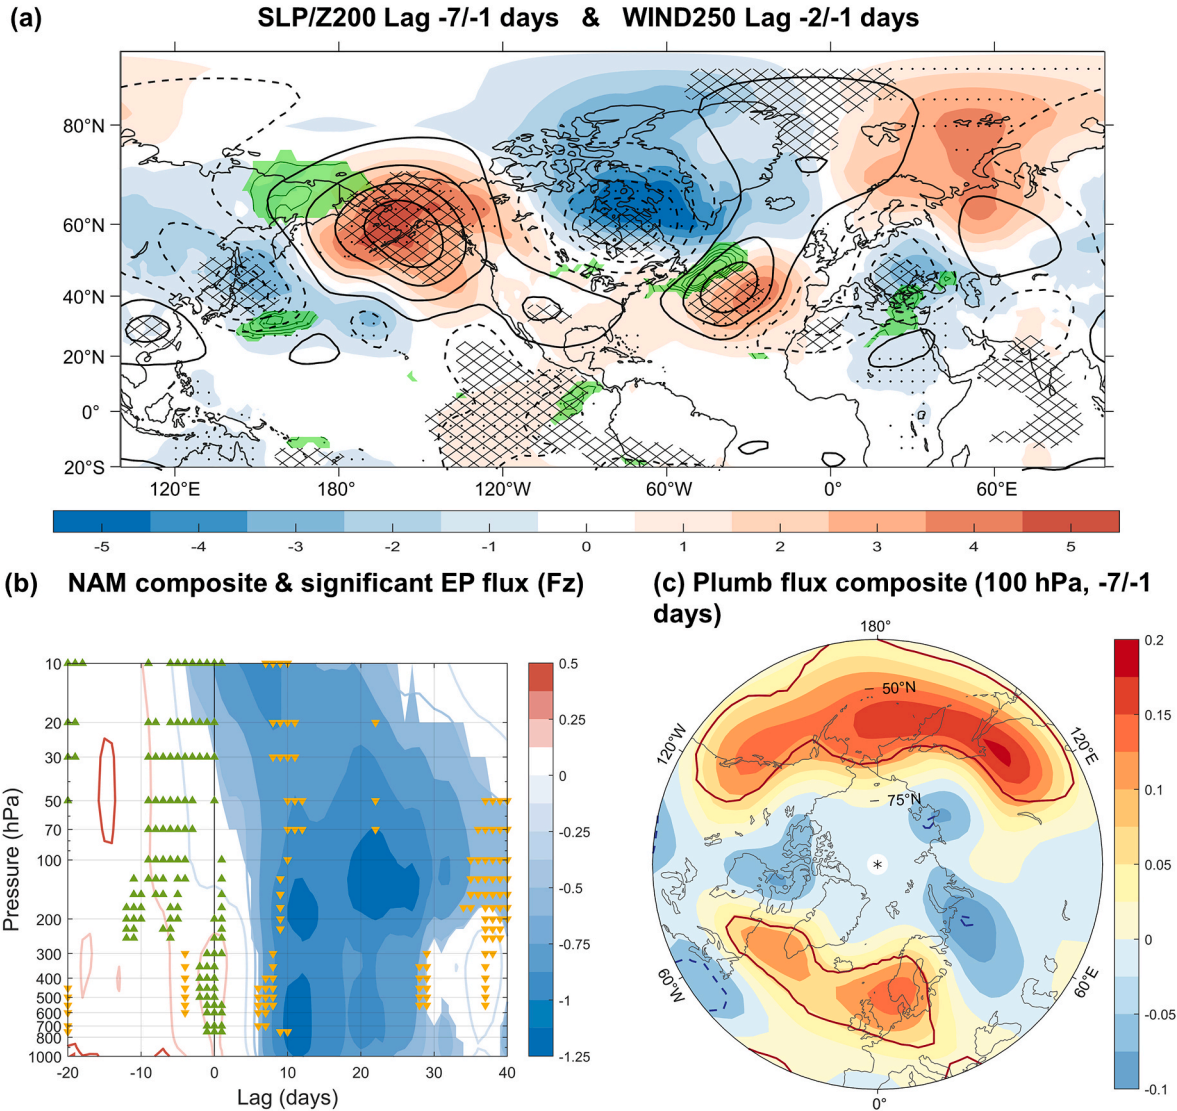 (a)
SLP/Z200 Lag -7/-1 days & WIND250 Lag -2/-1 days
80°N
60°N
40°N
20°N
0°
20°S
120°E 180° 120°W 60°W 0° 60°E
-5 -4 -3 -2 -1 0 1 2 3 4 5
(b) NAM composite & significant EP flux (Fz)
10
20
30
50
70
100
200
300
400
500
600
700
800
1000
Pressure (hPa)
-20 -10 0 10 20 30 40
Lag (days)
0.5
0.25
0
-0.25
-0.5
-0.75
-1
-1.25
(c) Plumb flux composite (100 hPa, -7/-1
days)
180°
50°N
120°W
120°E
75°N
60°W
60°E
0°
0.2
0.15
0.1
0.05
0
-0.05
-0.1